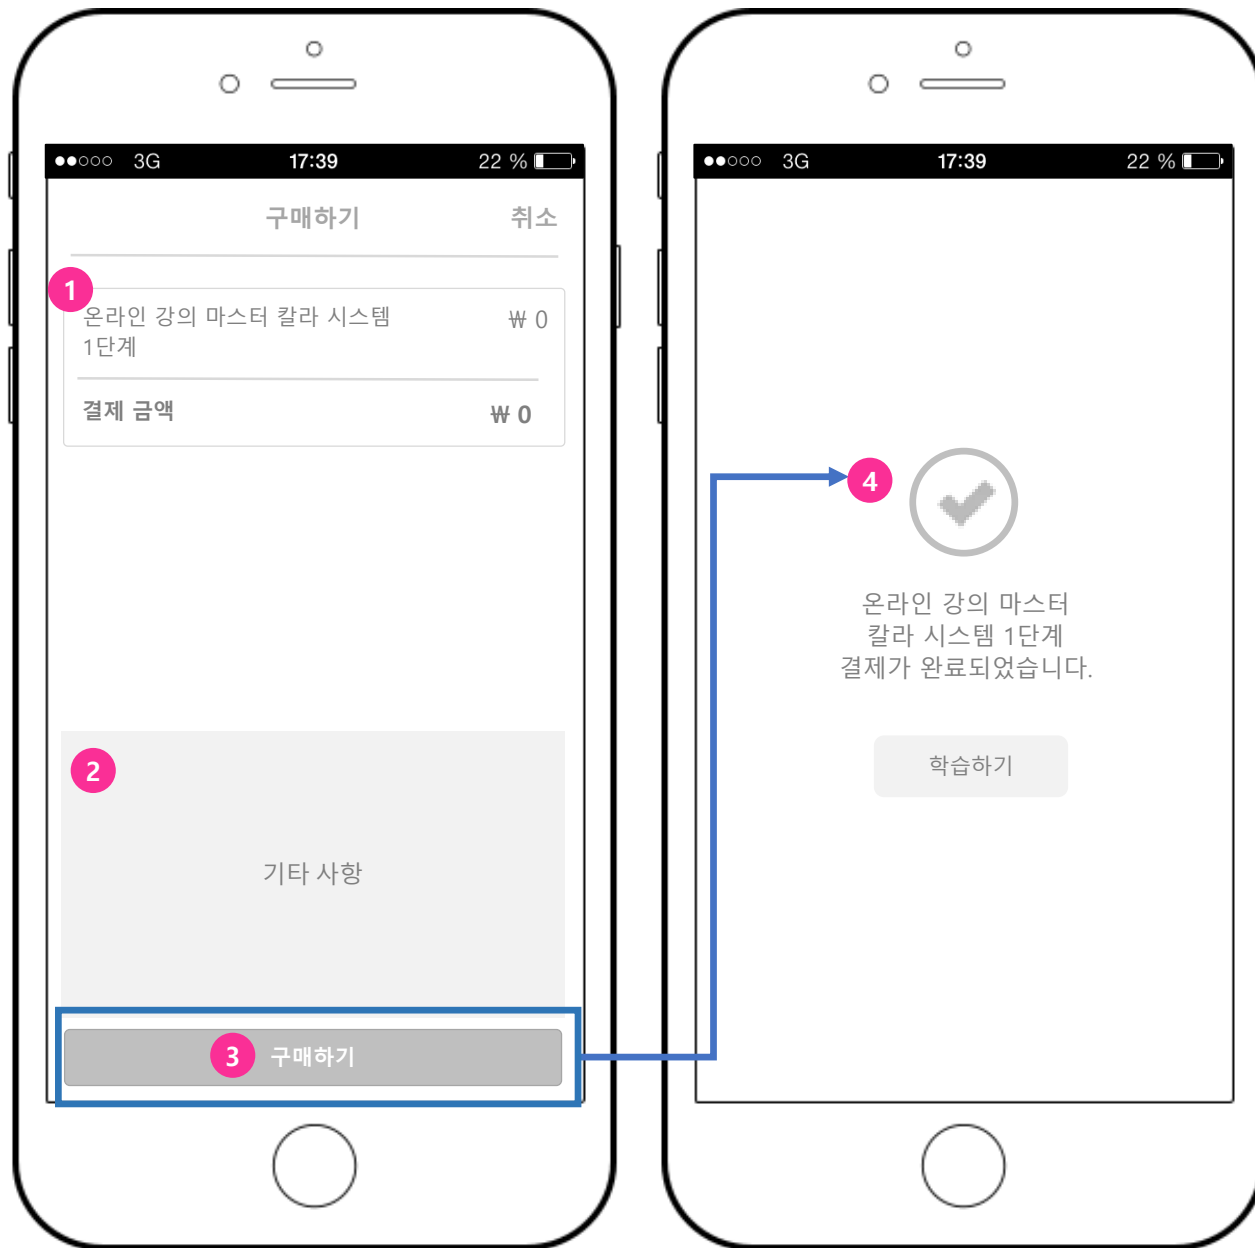 3G 17:39 22 %
구매하기 취소
1
온라인 강의 마스터 칼라 시스템 ₩ 0
1단계
결제 금액 ₩ 0
2
기타 사항
3 구매하기
3G 17:39 22 %
4
온라인 강의 마스터
칼라 시스템 1단계
결제가 완료되었습니다.
학습하기